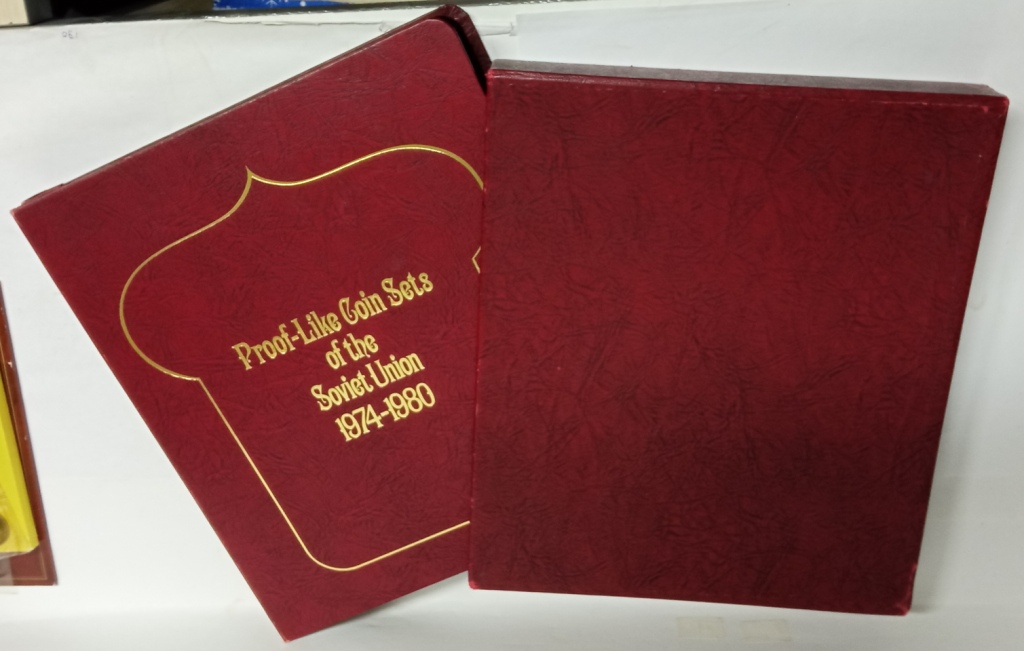 Proof-Like Coin Sets
of the
Soviet Union
1974-1980